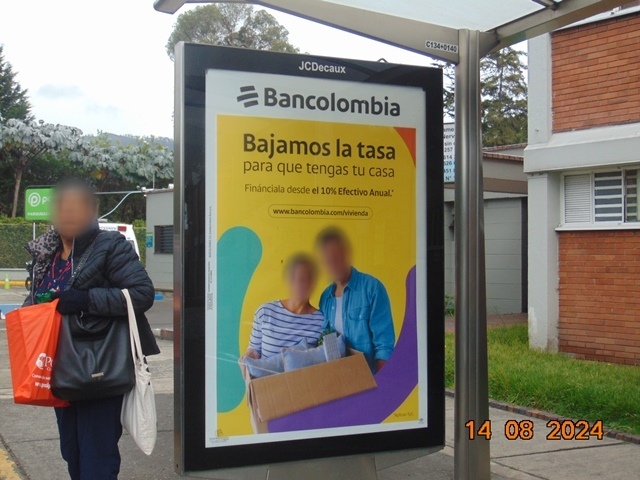 C134+0140
JCDecaux
Bancolombia
Bajamos la tasa
para que tengas tu casa
Fináncialа desde el 10% Efectivo Anual.*
www.bancolombia.com/vivienda
14 08 2024